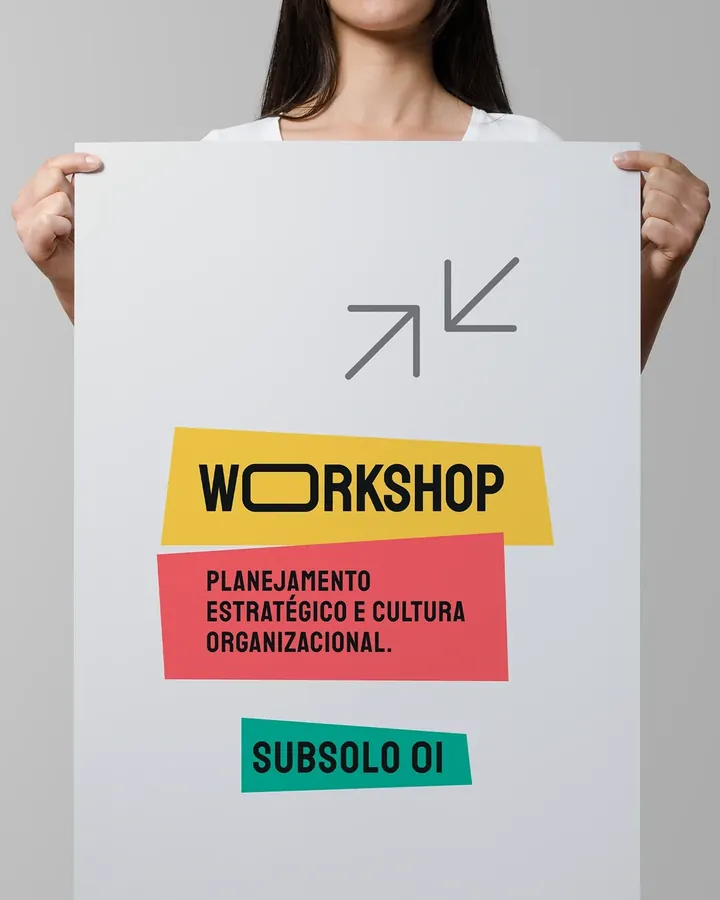 WORKSHOP
PLANEJAMENTO
ESTRATÉGICO E CULTURA
ORGANIZACIONAL.
SUBSOLO 01